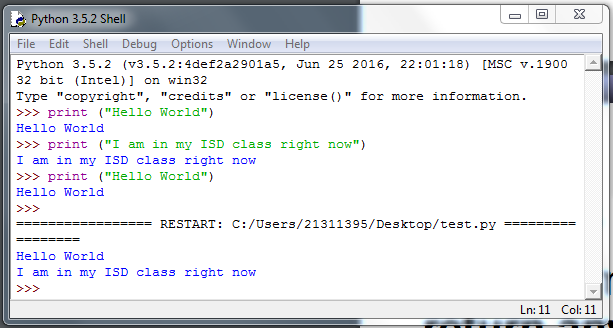 Python 3.5.2 Shell
File Edit Shell Debug Options Window Help
Python 3.5.2 (v3.5.2:4def2a2901a5, Jun 25 2016, 22:01:18) [MSC v.1900
32 bit (Intel)] on win32
Type "copyright", "credits" or "license()" for more information.
>>> print ("Hello World")
Hello World
>>> print ("I am in my ISD class right now")
I am in my ISD class right now
>>> print ("Hello World")
Hello World
>>>
================= RESTART: C:/Users/21311395/Desktop/test.py =========
========
Hello World
I am in my ISD class right now
>>>
Ln: 11 Col: 11